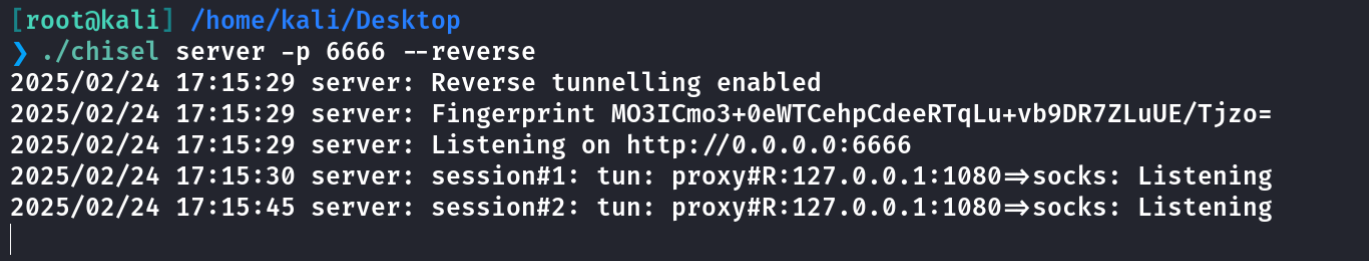 [root@kali] /home/kali/Desktop
❯ ./chisel server -p 6666 --reverse
2025/02/24 17:15:29 server: Reverse tunnelling enabled
2025/02/24 17:15:29 server: Fingerprint MO3ICmo3+0eWTCehpCdeeRTqLu+vb9DR7ZLuUE/Tjzo=
2025/02/24 17:15:29 server: Listening on http://0.0.0.0:6666
2025/02/24 17:15:30 server: session#1: tun: proxy#R:127.0.0.1:1080=>socks: Listening
2025/02/24 17:15:45 server: session#2: tun: proxy#R:127.0.0.1:1080=>socks: Listening